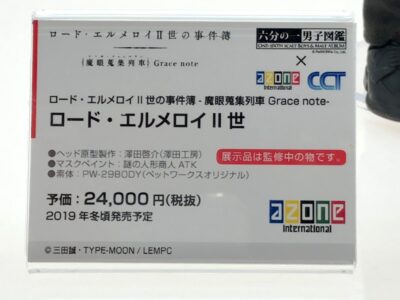 ロード・エルメロイⅡ世の事件簿
{魔眼蒐集列車} Grace note
六分の一男子図鑑
ONE-SIXTH SCALE BOYS & MALE ALBUM
×
azone
international
CCT
ロード・エルメロイⅡ世の事件簿 - 魔眼蒐集列車 Grace note-
ロード・エルメロイⅡ世
●ヘッド原型製作:澤田啓介(澤田工房)
●マスクペイント:謎の人形商人 ATK
●素体:PW-29BODY(ペットワークスオリジナル)
展示品は監修中の物です。
予価:24,000円(税抜)
2019年冬頃発売予定
azone
international
©三田誠・TYPE-MOON / LEMPC